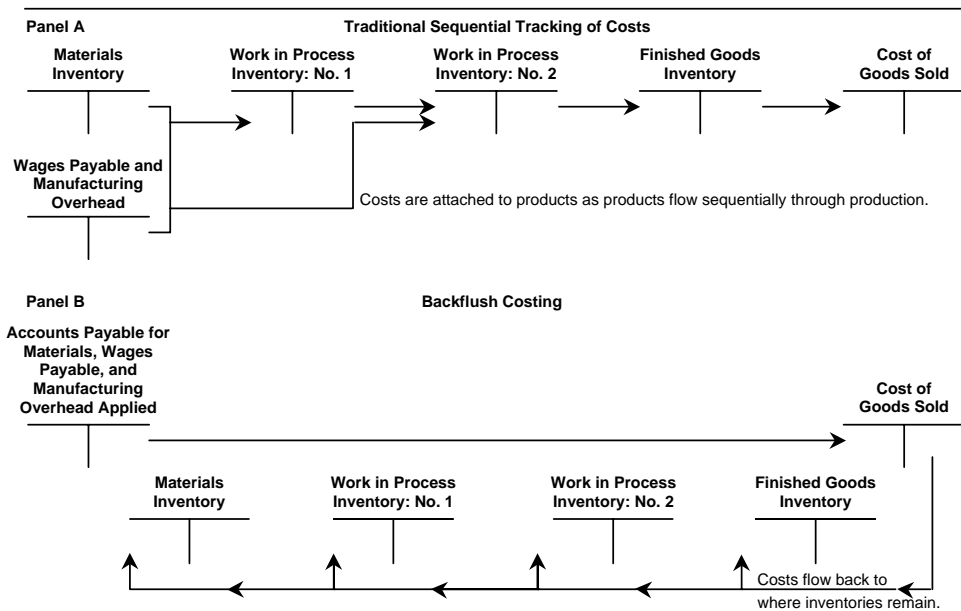 Panel A
Traditional Sequential Tracking of Costs
Materials
Inventory
Work in Process
Inventory: No. 1
Work in Process
Inventory: No. 2
Finished Goods
Inventory
Cost of
Goods Sold
Wages Payable and
Manufacturing
Overhead
Costs are attached to products as products flow sequentially through production.
Panel B
Backflush Costing
Accounts Payable for
Materials, Wages
Payable, and
Manufacturing
Overhead Applied
Cost of
Goods Sold
Materials
Inventory
Work in Process
Inventory: No. 1
Work in Process
Inventory: No. 2
Finished Goods
Inventory
Costs flow back to
where inventories remain.